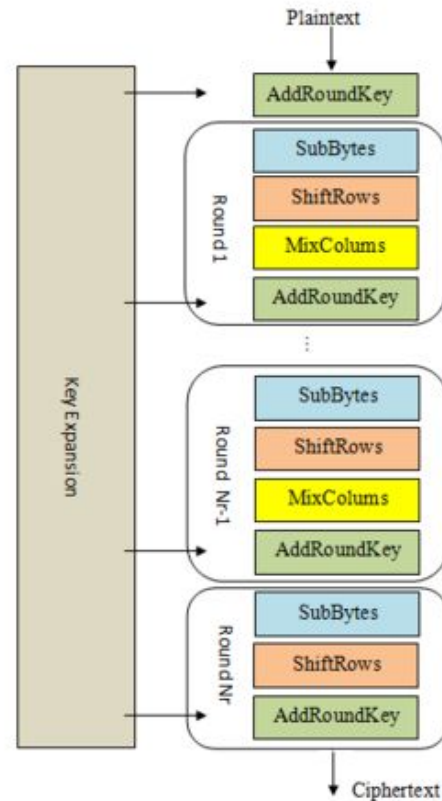 Plaintext
AddRoundKey
SubBytes
ShiftRows
MixColums
AddRoundKey
Round 1
...
SubBytes
ShiftRows
MixColums
AddRoundKey
Round Nr-1
SubBytes
ShiftRows
AddRoundKey
Round Nr
Key Expansion
Ciphertext